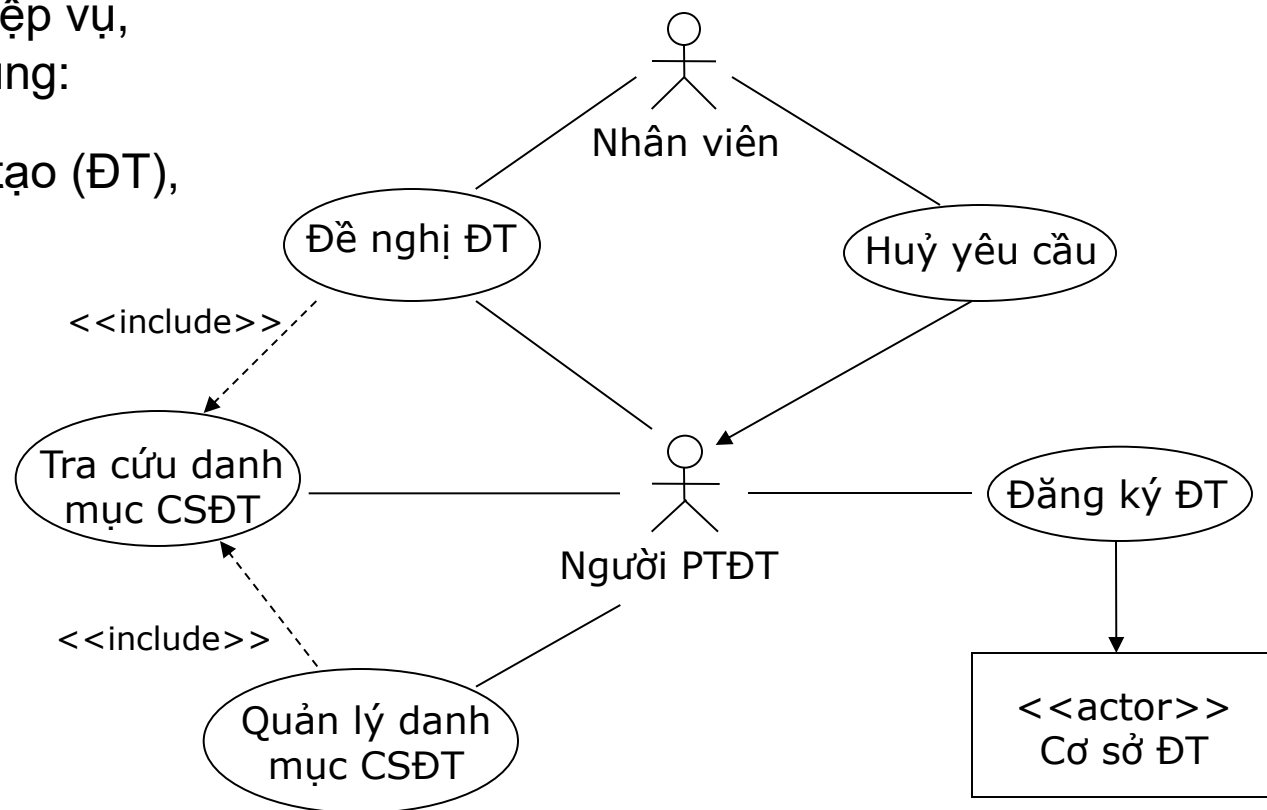 ệp vụ,
ụng:
tạo (ĐT),
Nhân viên
Đề nghị ĐT
Huỷ yêu cầu
<<include>>
Tra cứu danh
mục CSĐT
Đăng ký ĐT
Người PTĐT
<<include>>
Quản lý danh
mục CSĐT
<<actor>>
Cơ sở ĐT